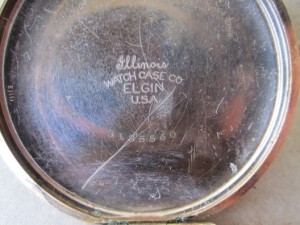 Illinois
WATCH CASE CO.
ELGIN
U.S.A.